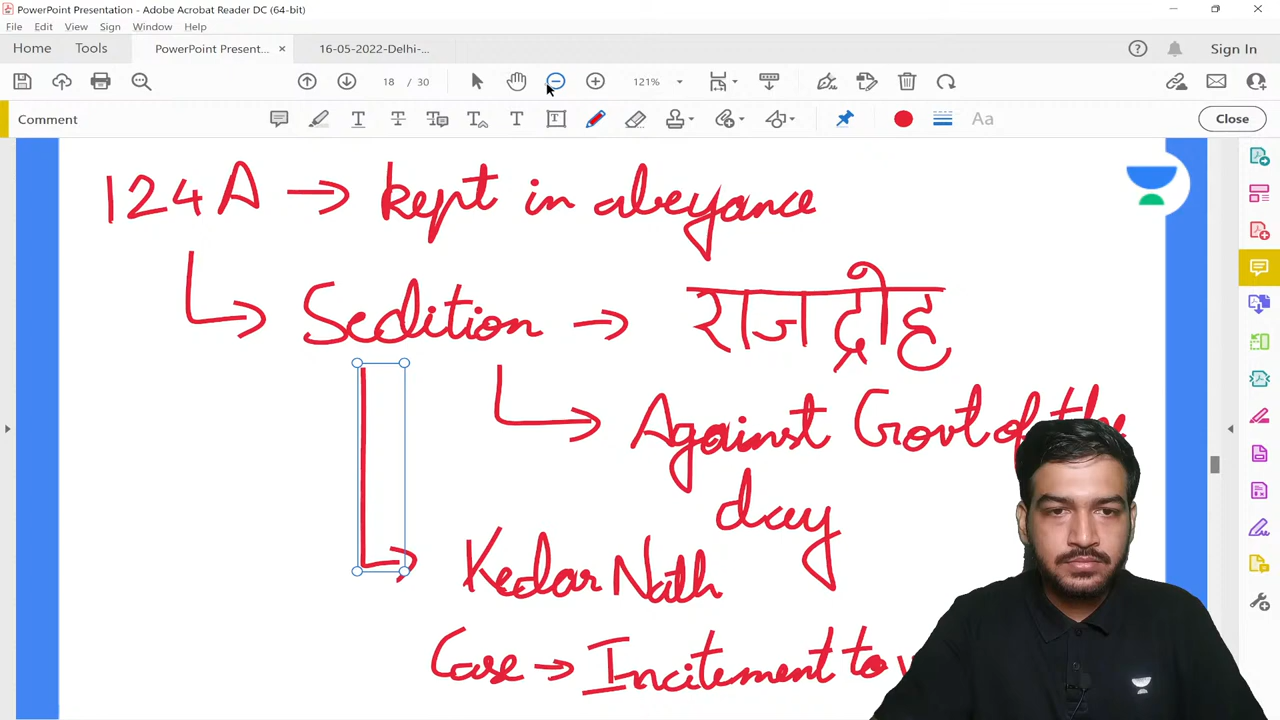 PowerPoint Presentation - Adobe Acrobat Reader DC (64-bit)
File Edit View Sign Window Help
Home Tools PowerPoint Present... × 16-05-2022-Delhi-... Sign In
18 / 30 121%
Comment Aa Close
124A → kept in abeyance
Sedition → राजद्रोह
Against Govt of the
day
Kedar Nath
Case → Incitement to